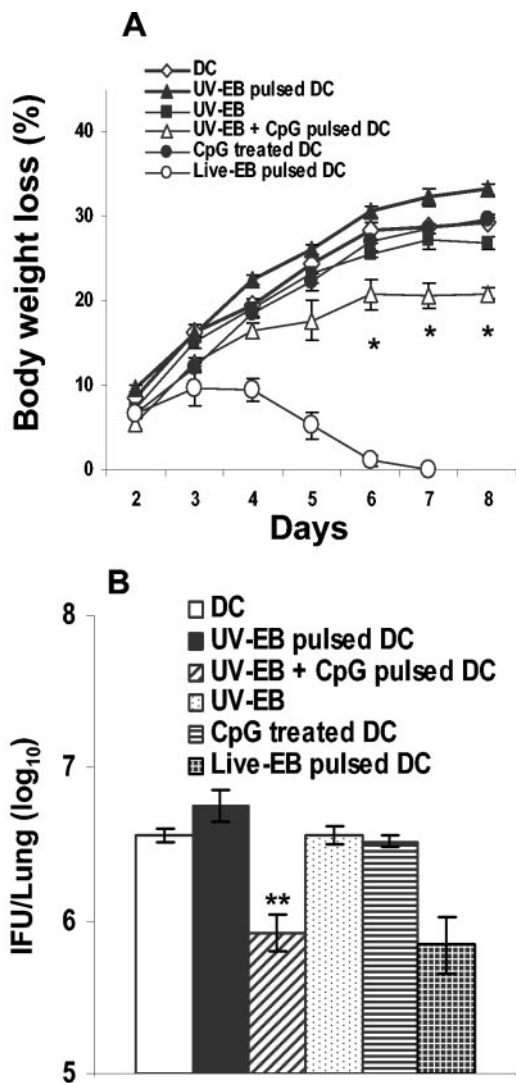 A
DC
UV-EB pulsed DC
UV-EB
UV-EB + CpG pulsed DC
CpG treated DC
Live-EB pulsed DC
Body weight loss (%)
40
30
20
10
0
* * *
2 3 4 5 6 7 8
Days
B
DC
UV-EB pulsed DC
UV-EB + CpG pulsed DC
UV-EB
CpG treated DC
Live-EB pulsed DC
IFU/Lung (log₁₀)
8
7
6
5
**